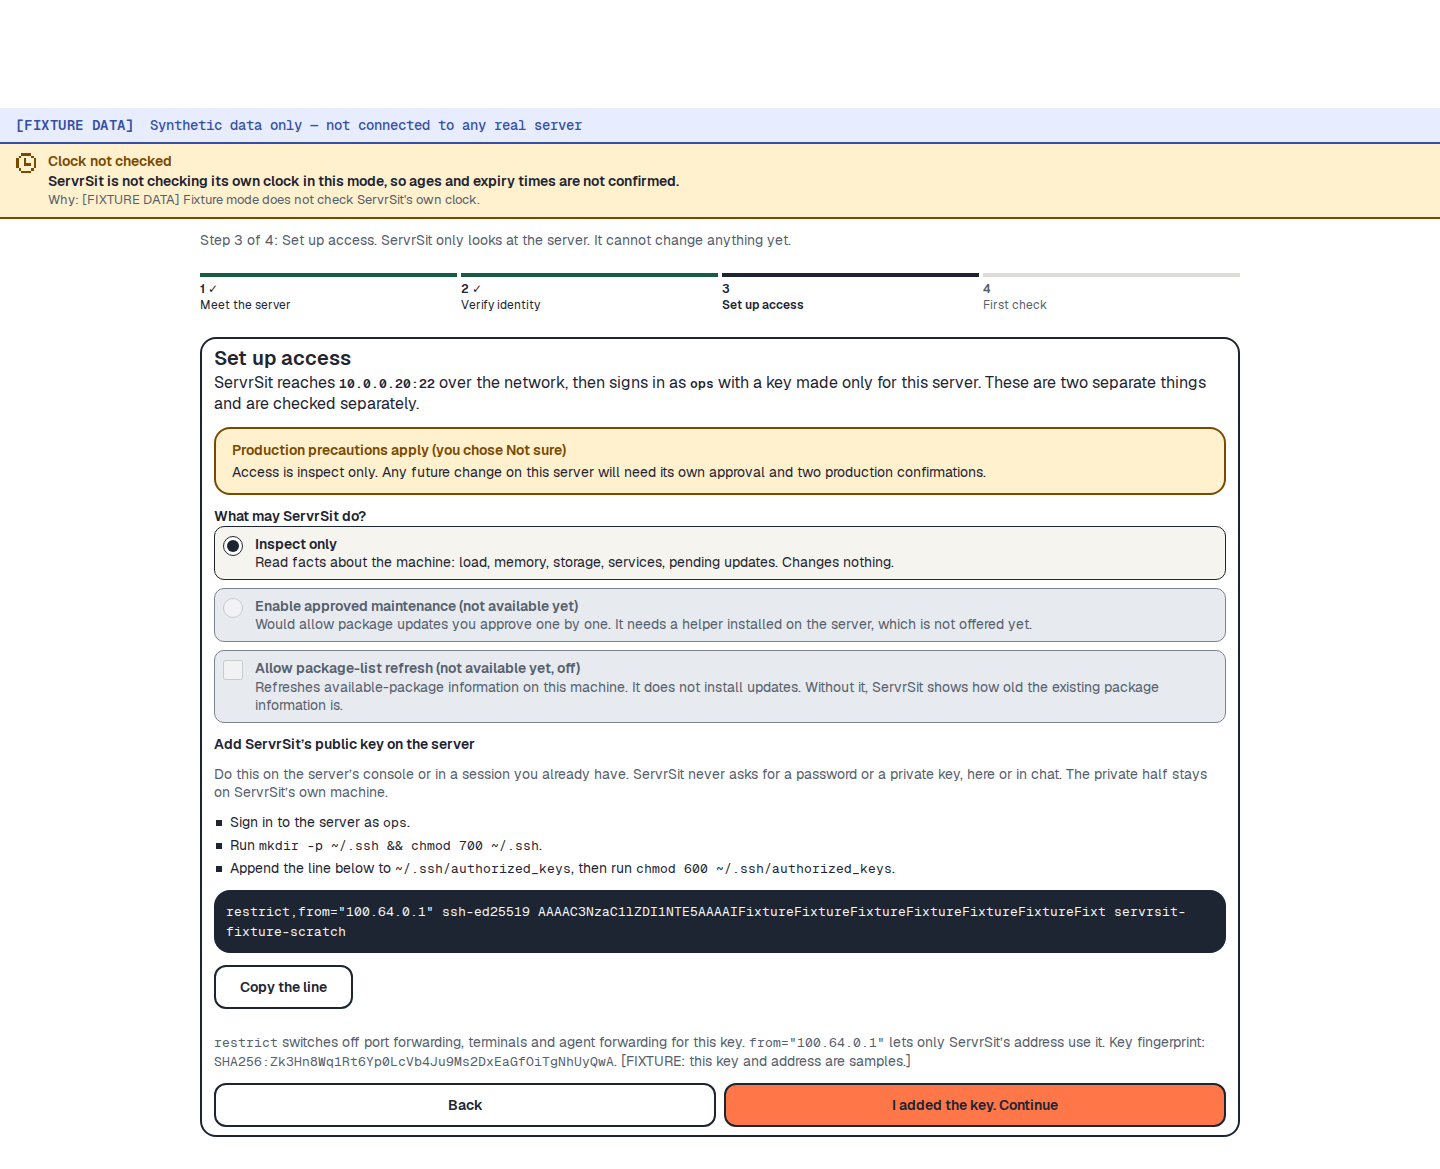 [FIXTURE DATA] Synthetic data only — not connected to any real server
Clock not checked
ServrSit is not checking its own clock in this mode, so ages and expiry times are not confirmed.
Why: [FIXTURE DATA] Fixture mode does not check ServrSit's own clock.
Step 3 of 4: Set up access. ServrSit only looks at the server. It cannot change anything yet.
1 ✓
Meet the server
2 ✓
Verify identity
3
Set up access
4
First check
Set up access
ServrSit reaches 10.0.0.20:22 over the network, then signs in as ops with a key made only for this server. These are two separate things
and are checked separately.
Production precautions apply (you chose Not sure)
Access is inspect only. Any future change on this server will need its own approval and two production confirmations.
What may ServrSit do?
Inspect only
Read facts about the machine: load, memory, storage, services, pending updates. Changes nothing.
Enable approved maintenance (not available yet)
Would allow package updates you approve one by one. It needs a helper installed on the server, which is not offered yet.
Allow package-list refresh (not available yet, off)
Refreshes available-package information on this machine. It does not install updates. Without it, ServrSit shows how old the existing package
information is.
Add ServrSit's public key on the server
Do this on the server's console or in a session you already have. ServrSit never asks for a password or a private key, here or in chat. The private half stays
on ServrSit's own machine.
Sign in to the server as ops.
Run mkdir -p ~/.ssh && chmod 700 ~/.ssh.
Append the line below to ~/.ssh/authorized_keys, then run chmod 600 ~/.ssh/authorized_keys.
restrict,from="100.64.0.1" ssh-ed25519 AAAAC3NzaC1lZDI1NTE5AAAAIFixtureFixtureFixtureFixtureFixtureFixtureFixt servrsit-
fixture-scratch
Copy the line
restrict switches off port forwarding, terminals and agent forwarding for this key. from="100.64.0.1" lets only ServrSit's address use it. Key fingerprint:
SHA256:Zk3Hn8Wq1Rt6Yp0LcVb4Ju9Ms2DxEaGfOiTgNhUyQwA. [FIXTURE: this key and address are samples.]
Back
I added the key. Continue